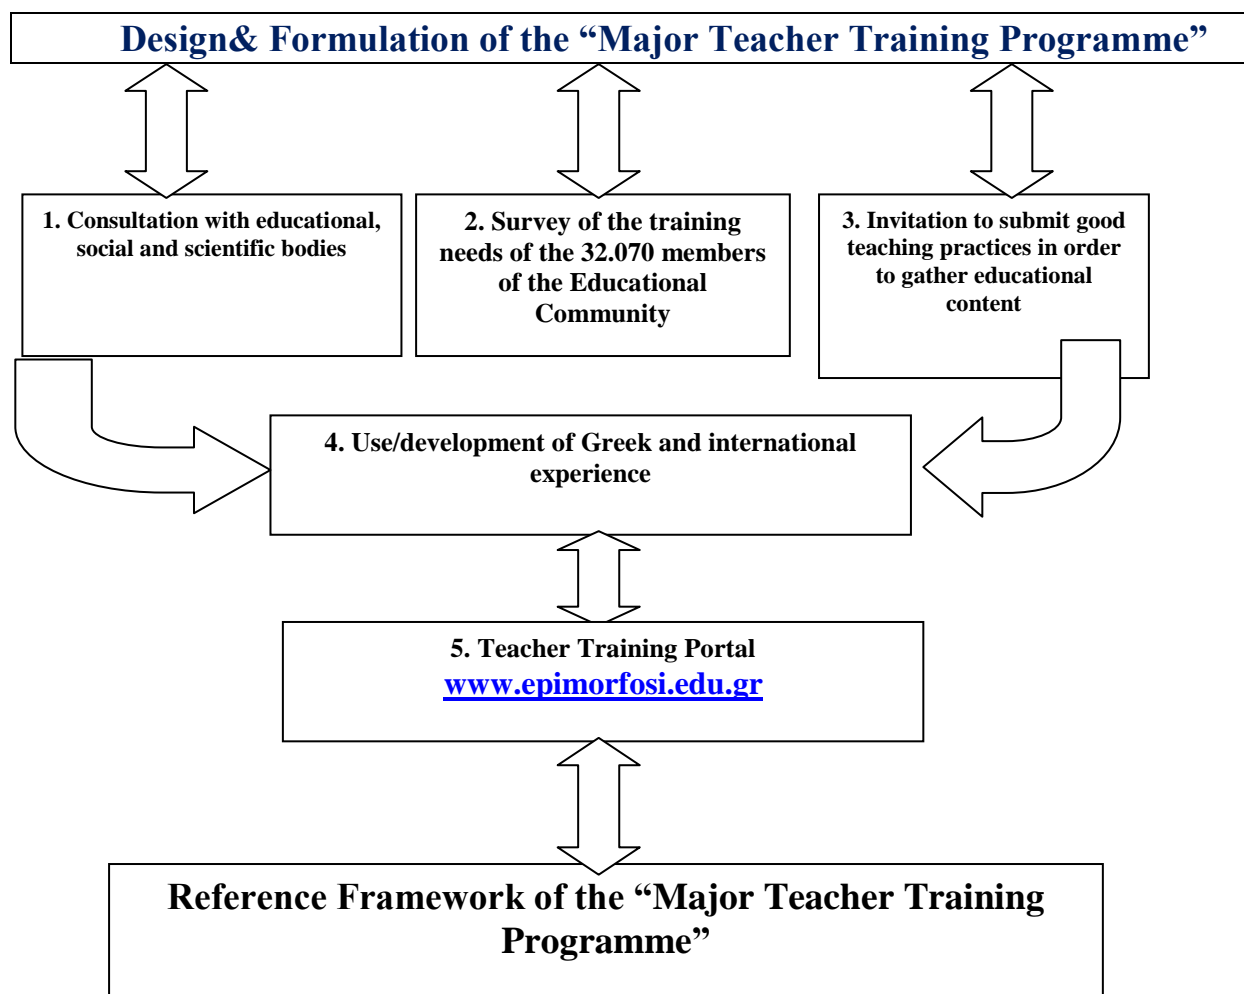 Design& Formulation of the “Major Teacher Training Programme”
1. Consultation with educational,
social and scientific bodies
2. Survey of the training
needs of the 32.070 members
of the Educational
Community
3. Invitation to submit good
teaching practices in order
to gather educational
content
4. Use/development of Greek and international
experience
5. Teacher Training Portal
www.epimorfosi.edu.gr
Reference Framework of the “Major Teacher Training
Programme”